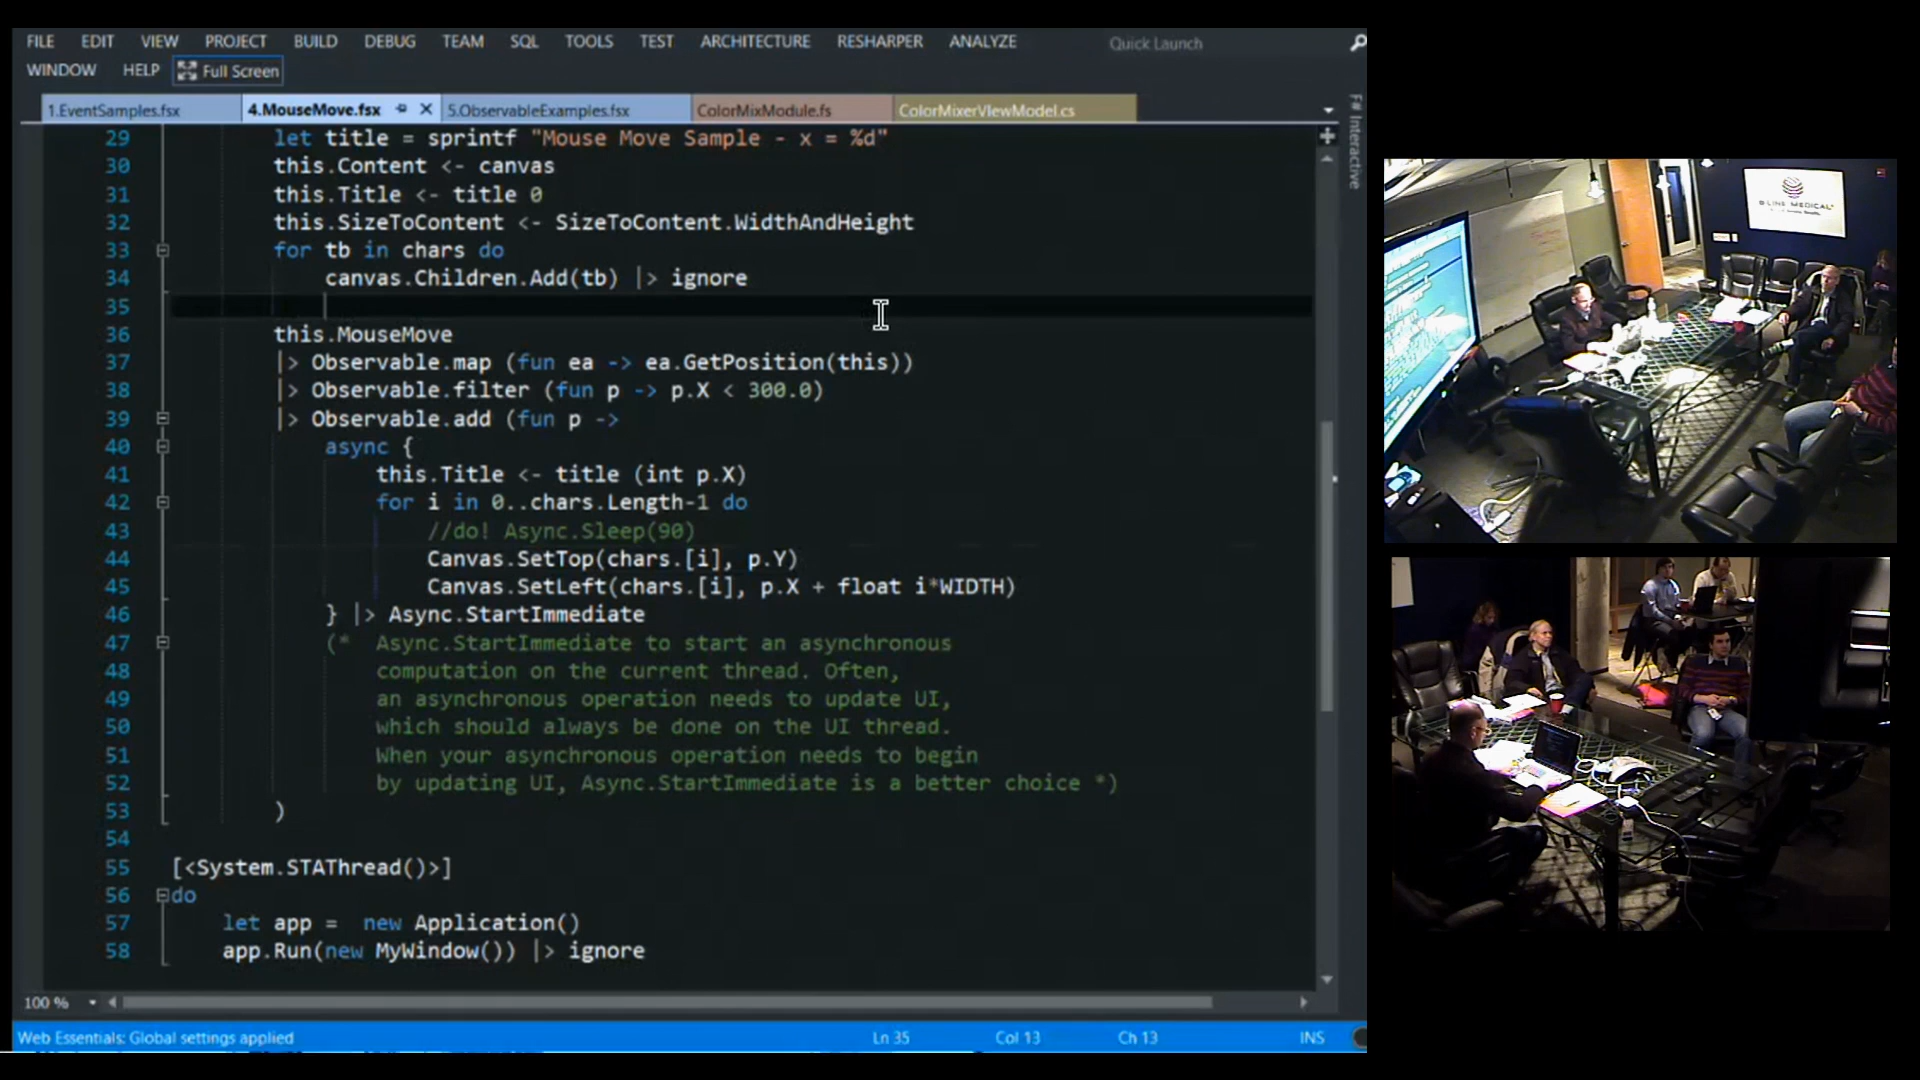 FILE EDIT VIEW PROJECT BUILD DEBUG TEAM SQL TOOLS TEST ARCHITECTURE RESHARPER ANALYZE Quick Launch
WINDOW HELP Full Screen
1.EventSamples.fsx 4.MouseMove.fsx 5.ObservableExamples.fsx ColorMixModule.fs ColorMixerVIewModel.cs
F# Interactive
29 let title = sprintf "Mouse Move Sample - x = %d"
30 this.Content <- canvas
31 this.Title <- title 0
32 this.SizeToContent <- SizeToContent.WidthAndHeight
33 for tb in chars do
34 canvas.Children.Add(tb) |> ignore
35
36 this.MouseMove
37 |> Observable.map (fun ea -> ea.GetPosition(this))
38 |> Observable.filter (fun p -> p.X < 300.0)
39 |> Observable.add (fun p ->
40 async {
41 this.Title <- title (int p.X)
42 for i in 0..chars.Length-1 do
43 //do! Async.Sleep(90)
44 Canvas.SetTop(chars.[i], p.Y)
45 Canvas.SetLeft(chars.[i], p.X + float i*WIDTH)
46 } |> Async.StartImmediate
47 (* Async.StartImmediate to start an asynchronous
48 computation on the current thread. Often,
49 an asynchronous operation needs to update UI,
50 which should always be done on the UI thread.
51 When your asynchronous operation needs to begin
52 by updating UI, Async.StartImmediate is a better choice *)
53 )
54
55 [<System.STAThread()>]
56 do
57 let app = new Application()
58 app.Run(new MyWindow()) |> ignore
100 %
Web Essentials: Global settings applied Ln 35 Col 13 Ch 13 INS
B-LINE MEDICAL